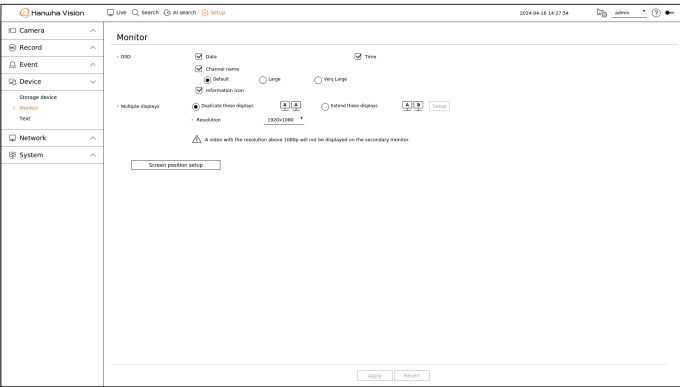 Hanwha Vision
Live Search AI search Setup 2024-04-16 14:27:34 admin ?
Camera
Record
Event
Device
Storage device
> Monitor
Text
Network
System
Monitor
• OSD Date Time
Channel name
Default Large Very Large
Information icon
• Multiple displays Duplicate these displays A A Extend these displays A B Setup
• Resolution 1920x1080
A video with the resolution above 1080p will not be displayed on the secondary monitor.
Screen position setup
Apply Revert